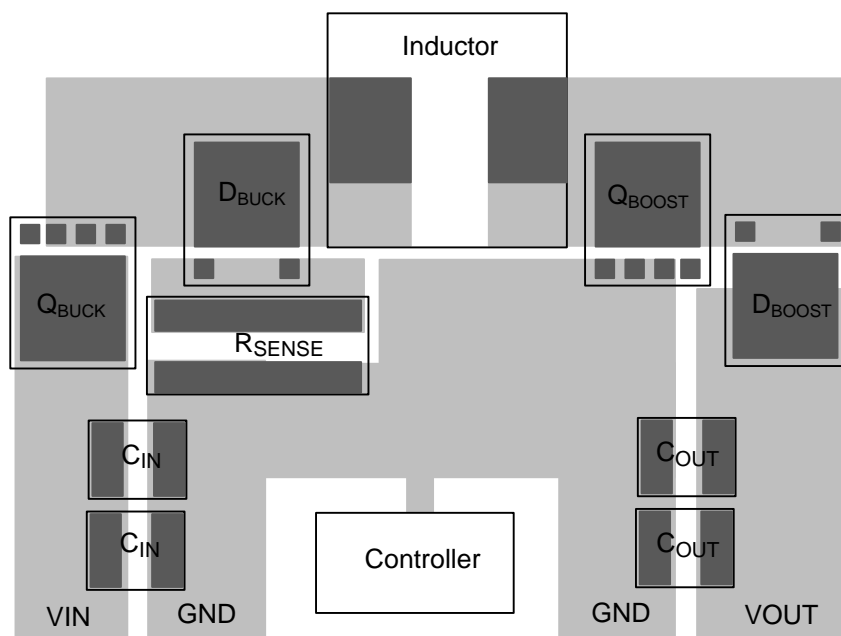 Inductor
DBUCK
QBOOST
QBUCK
DBOOST
RSENSE
CIN
COUT
CIN
COUT
Controller
VIN
GND
GND
VOUT